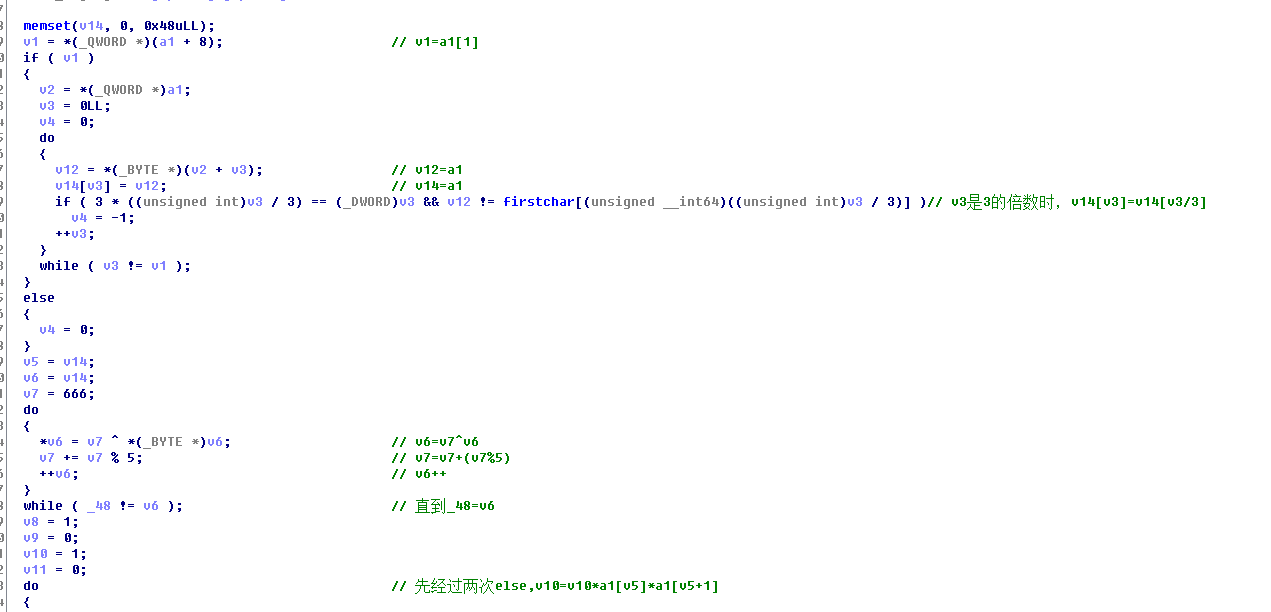 memset(v14, 0, 0x48uLL);
v1 = *(_QWORD *)(a1 + 8); // v1=a1[1]
if ( v1 )
{
v2 = *(_QWORD *)a1;
v3 = 0LL;
v4 = 0;
do
{
v12 = *(_BYTE *)(v2 + v3); // v12=a1
v14[v3] = v12; // v14=a1
if ( 3 * ((unsigned int)v3 / 3) == (_DWORD)v3 && v12 != firstchar[(unsigned __int64)((unsigned int)v3 / 3)] )// v3是3的倍数时，v14[v3]=v14[v3/3]
v4 = -1;
++v3;
}
while ( v3 != v1 );
}
else
{
v4 = 0;
}
v5 = v14;
v6 = v14;
v7 = 666;
do
{
*v6 = v7 ^ *(_BYTE *)v6; // v6=v7^v6
v7 += v7 % 5; // v7=v7+(v7%5)
++v6; // v6++
}
while ( _48 != v6 ); // 直到_48=v6
v8 = 1;
v9 = 0;
v10 = 1;
v11 = 0;
do // 先经过两次else,v10=v10*a1[v5]*a1[v5+1]
{